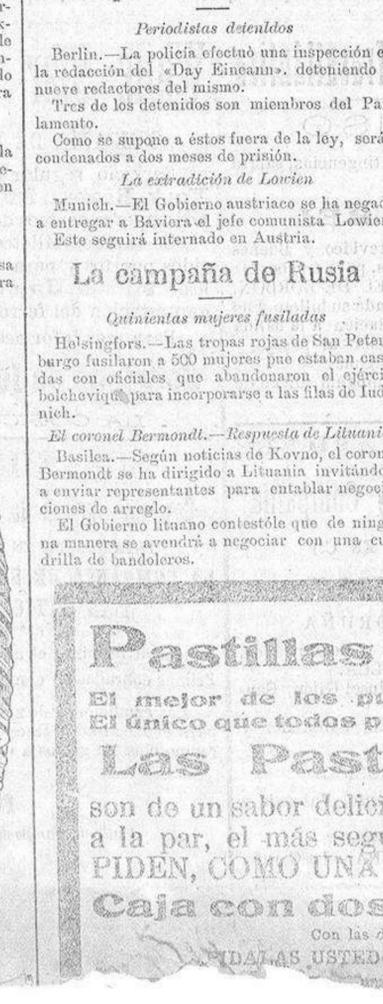 Periodistas detenldos
Berlin.—La policía efectuò una inspección e
la redacción del «Day Eineann». deteniendo
nueve redactores del mismo.
Tres de los detenidos son miembros del Pa
lamento.
Como se supone a éstos fuera de la ley, será
condenados a dos meses de prisión.
La extradición de Lowien
Munich.—El Gobierno austriaco se ha negad
a entregar a Baviera el jefe comunista Lowien
Este seguirá internado en Austria.
La campaña de Rusia
Quinientas mujeres fusiladas
Helsingfors.—Las tropas rojas de San Peter
burgo fusilaron a 500 mujeres pue estaban cas
das con oficiales que abandonaron el ejérci
bolchevique para incorporarse a las filas de Iud
nich.
El coronel Bermondt.—Respuesta de Lituani
Basilea.—Según noticias de Kovno, el coron
Bermondt se ha dirigido a Lituania invitándo
a enviar representantes para entablar negoci
ciones de arreglo.
El Gobierno lituano contestóle que de ning
na manera se avendrá a negociar con una cu
drilla de bandoleros.
Pastillas
El mejor de los p
El único que todos p
Las Past
son de un sabor delici
a la par, el más segu
PIDEN, COMO UNA
Caja con dos
Con las d
PIDALAS USTED